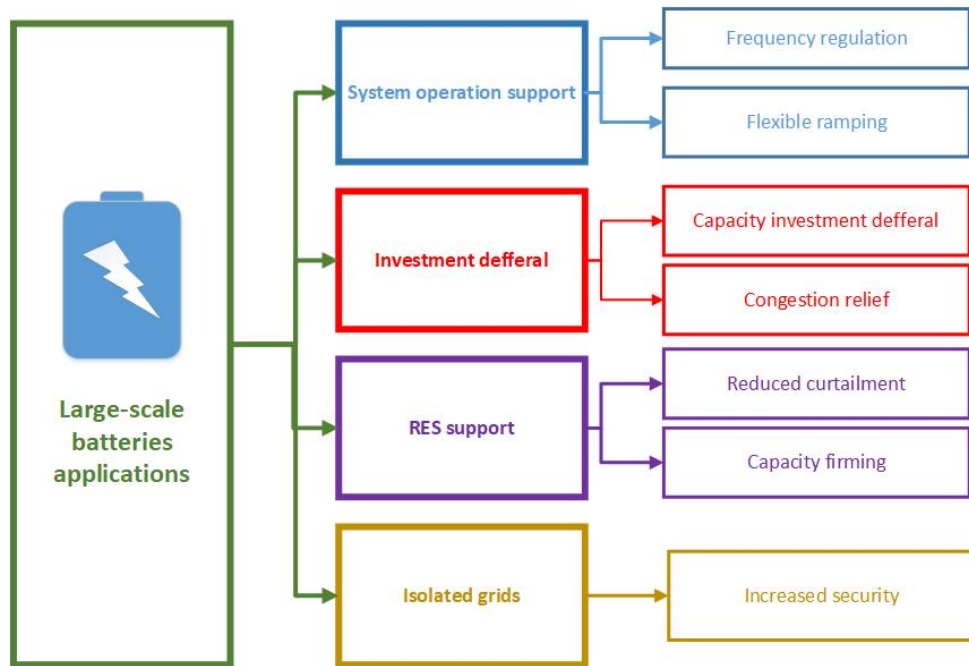 Large-scale
batteries
applications
System operation support
Frequency regulation
Flexible ramping
Investment defferal
Capacity investment defferal
Congestion relief
RES support
Reduced curtailment
Capacity firming
Isolated grids
Increased security